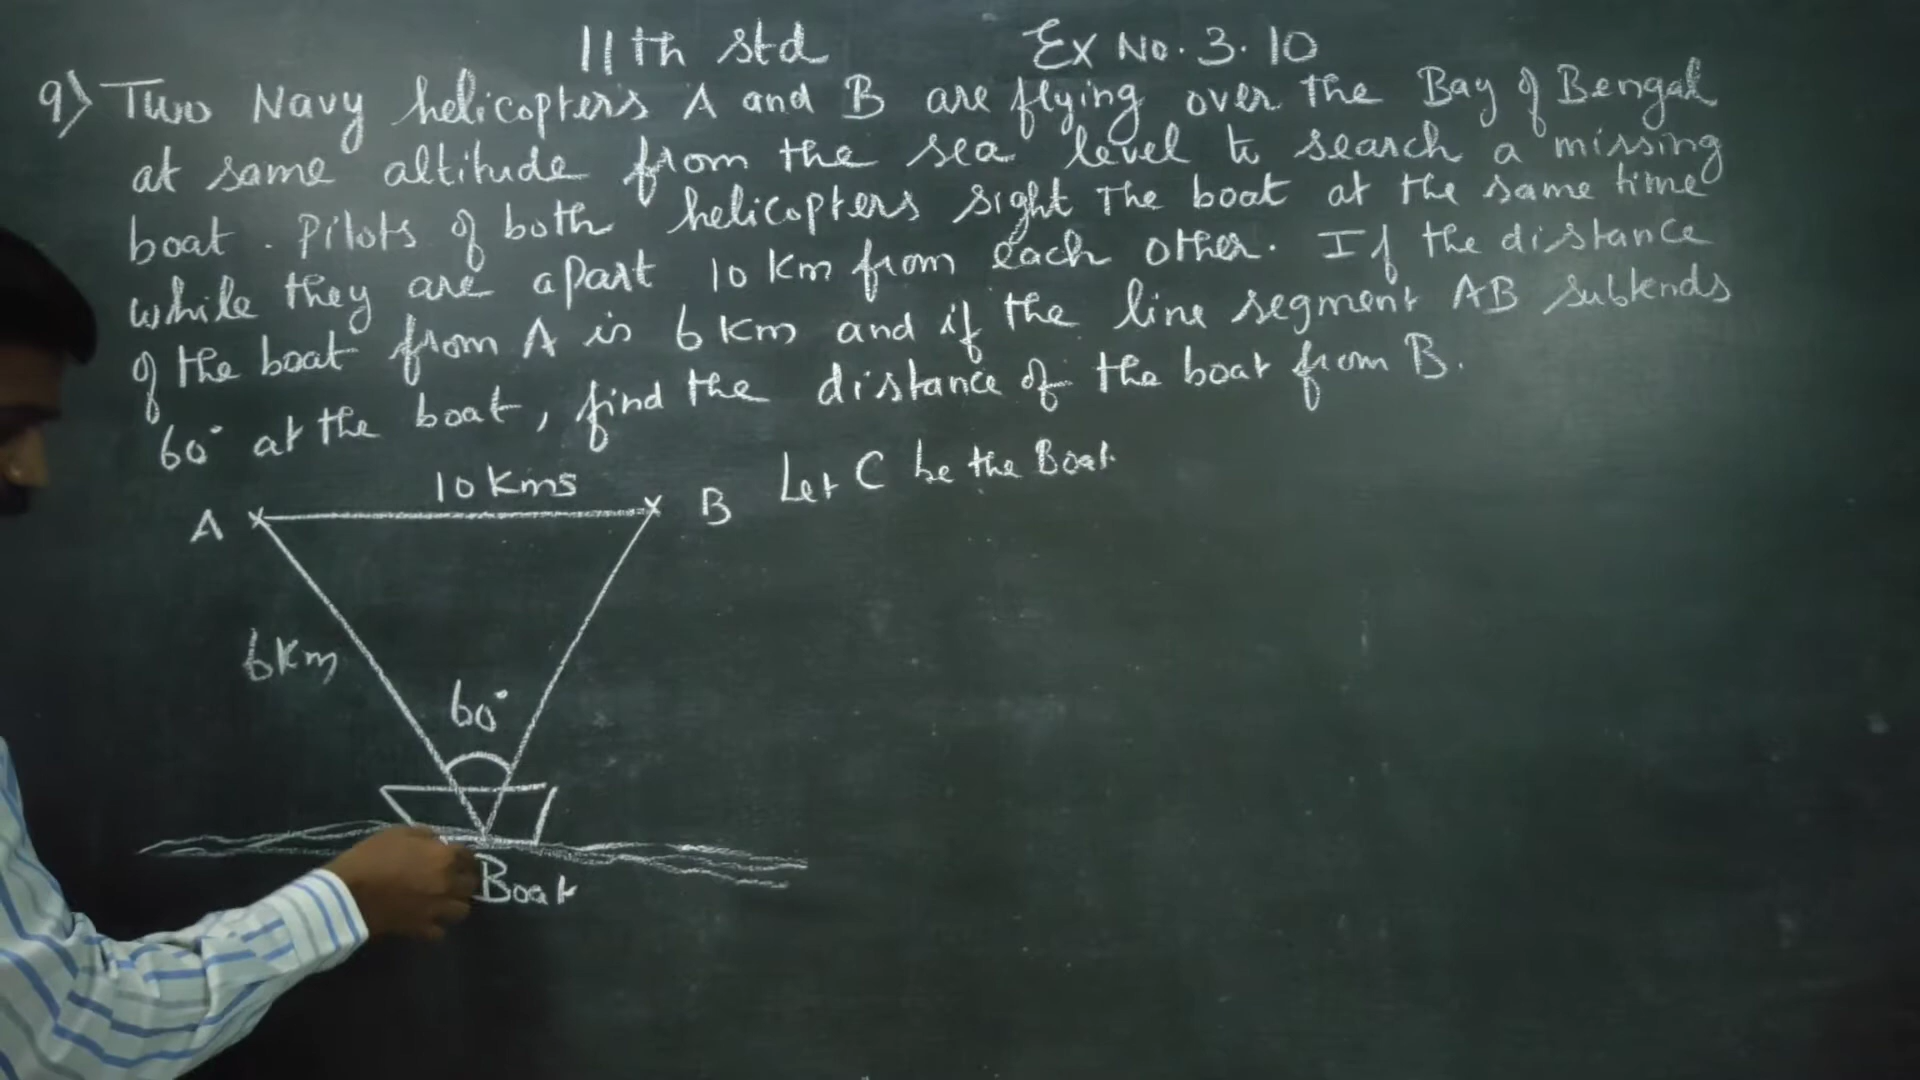 11th std Ex No. 3.10
9) Two Navy helicopters A and B are flying over the Bay of Bengal
at same altitude from the sea level to search a missing
boat. Pilots of both helicopters sight the boat at the same time
while they are apart 10 Km from each other. If the distance
of the boat from A is 6 Km and if the line segment AB subtends
60° at the boat, find the distance of the boat from B.
10 Kms
A
B
Let C be the Boat
6Km
60°
Boat